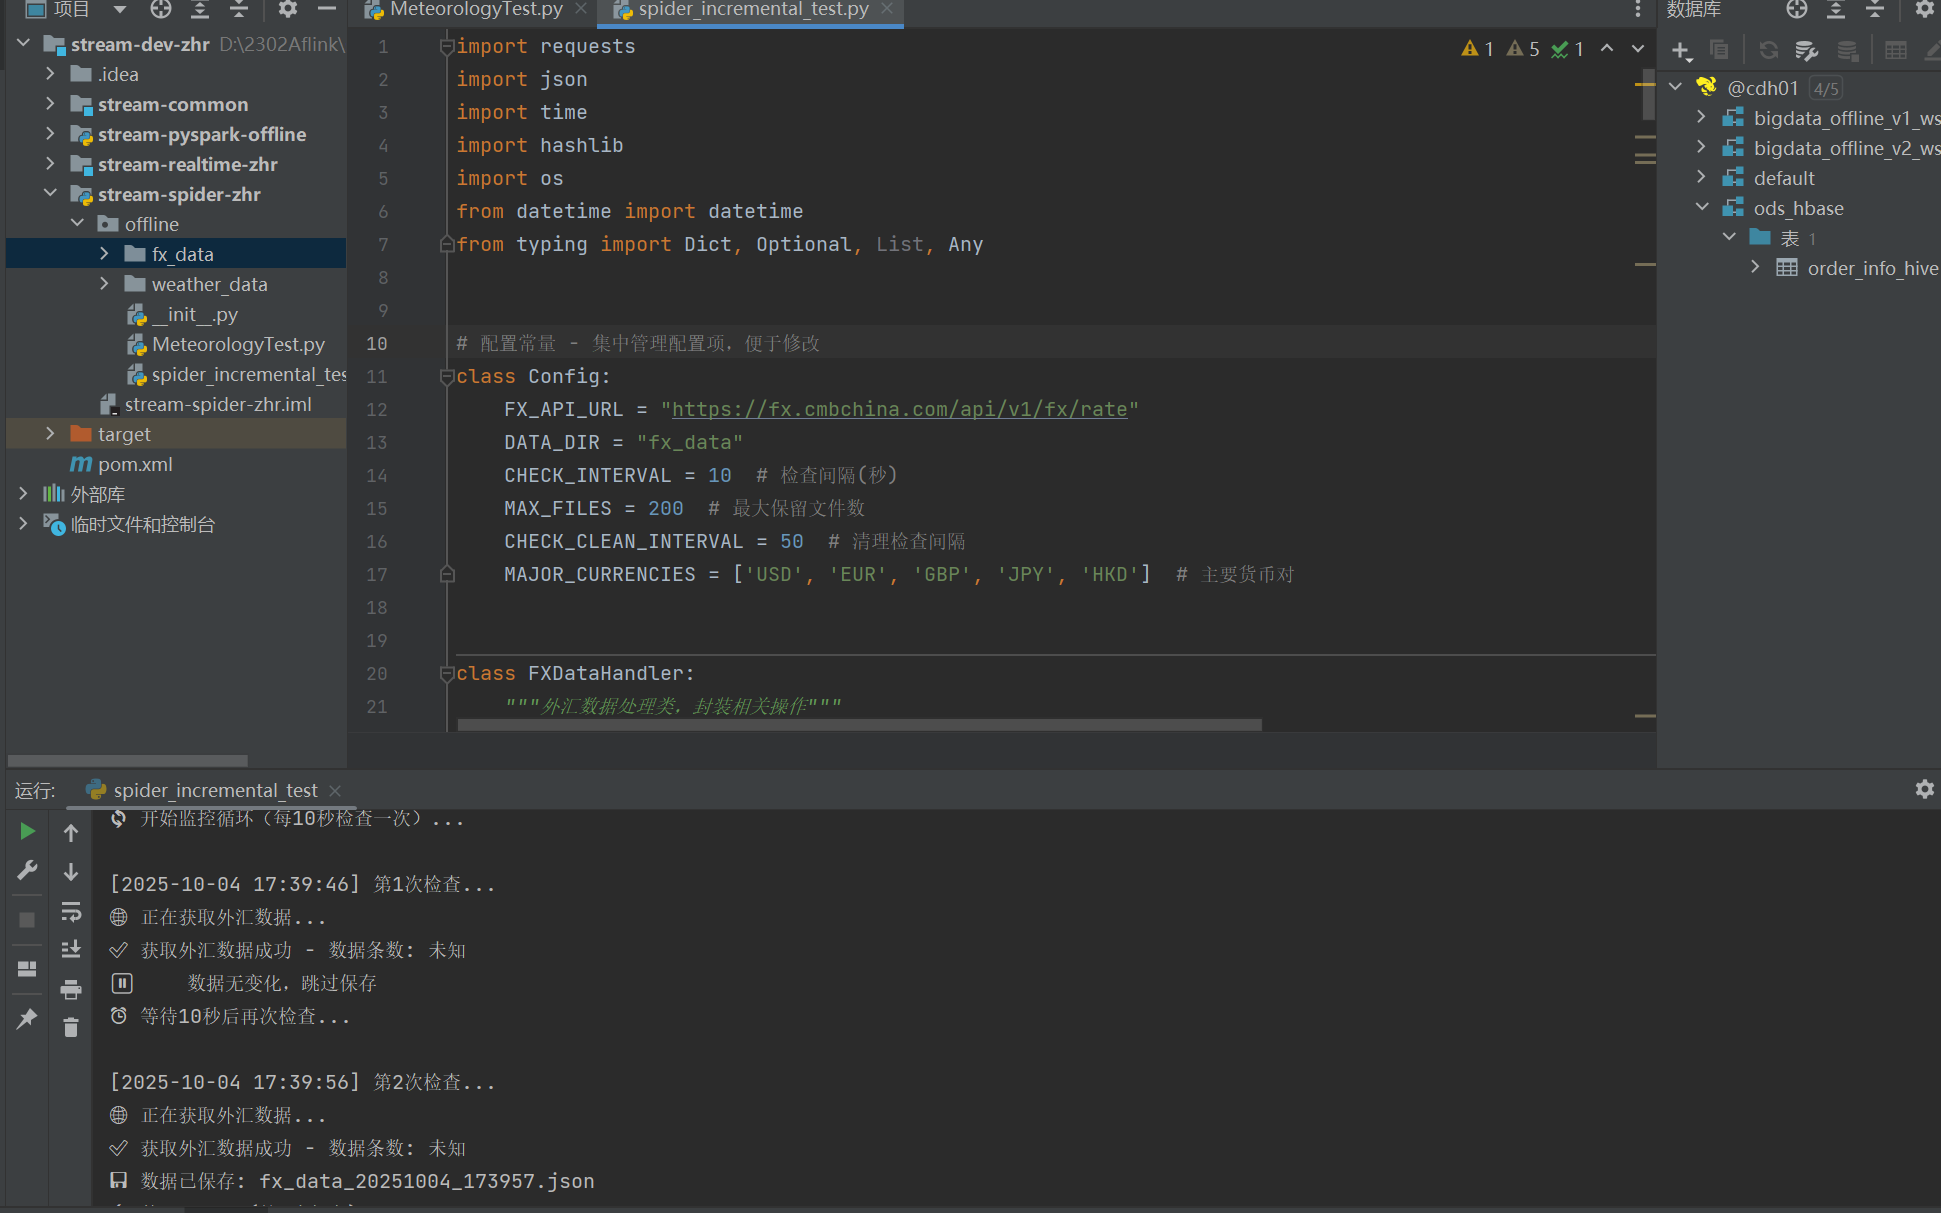 项目
stream-dev-zhr D:\2302Aflink\
.idea
stream-common
stream-pyspark-offline
stream-realtime-zhr
stream-spider-zhr
offline
fx_data
weather_data
__init__.py
MeteorologyTest.py
spider_incremental_tes
stream-spider-zhr.iml
target
pom.xml
外部库
临时文件和控制台
MeteorologyTest.py
spider_incremental_test.py
1 import requests
2 import json
3 import time
4 import hashlib
5 import os
6 from datetime import datetime
7 from typing import Dict, Optional, List, Any
8
9
10 # 配置常量 - 集中管理配置项，便于修改
11 class Config:
12 FX_API_URL = "https://fx.cmbchina.com/api/v1/fx/rate"
13 DATA_DIR = "fx_data"
14 CHECK_INTERVAL = 10 # 检查间隔(秒)
15 MAX_FILES = 200 # 最大保留文件数
16 CHECK_CLEAN_INTERVAL = 50 # 清理检查间隔
17 MAJOR_CURRENCIES = ['USD', 'EUR', 'GBP', 'JPY', 'HKD'] # 主要货币对
18
19
20 class FXDataHandler:
21 """外汇数据处理类，封装相关操作"""
1 5 1
数据库
@cdh01 4/5
bigdata_offline_v1_ws
bigdata_offline_v2_ws
default
ods_hbase
表 1
order_info_hive
运行: spider_incremental_test
开始监控循环（每10秒检查一次）...
[2025-10-04 17:39:46] 第1次检查...
正在获取外汇数据...
获取外汇数据成功 - 数据条数: 未知
数据无变化，跳过保存
等待10秒后再次检查...
[2025-10-04 17:39:56] 第2次检查...
正在获取外汇数据...
获取外汇数据成功 - 数据条数: 未知
数据已保存: fx_data_20251004_173957.json